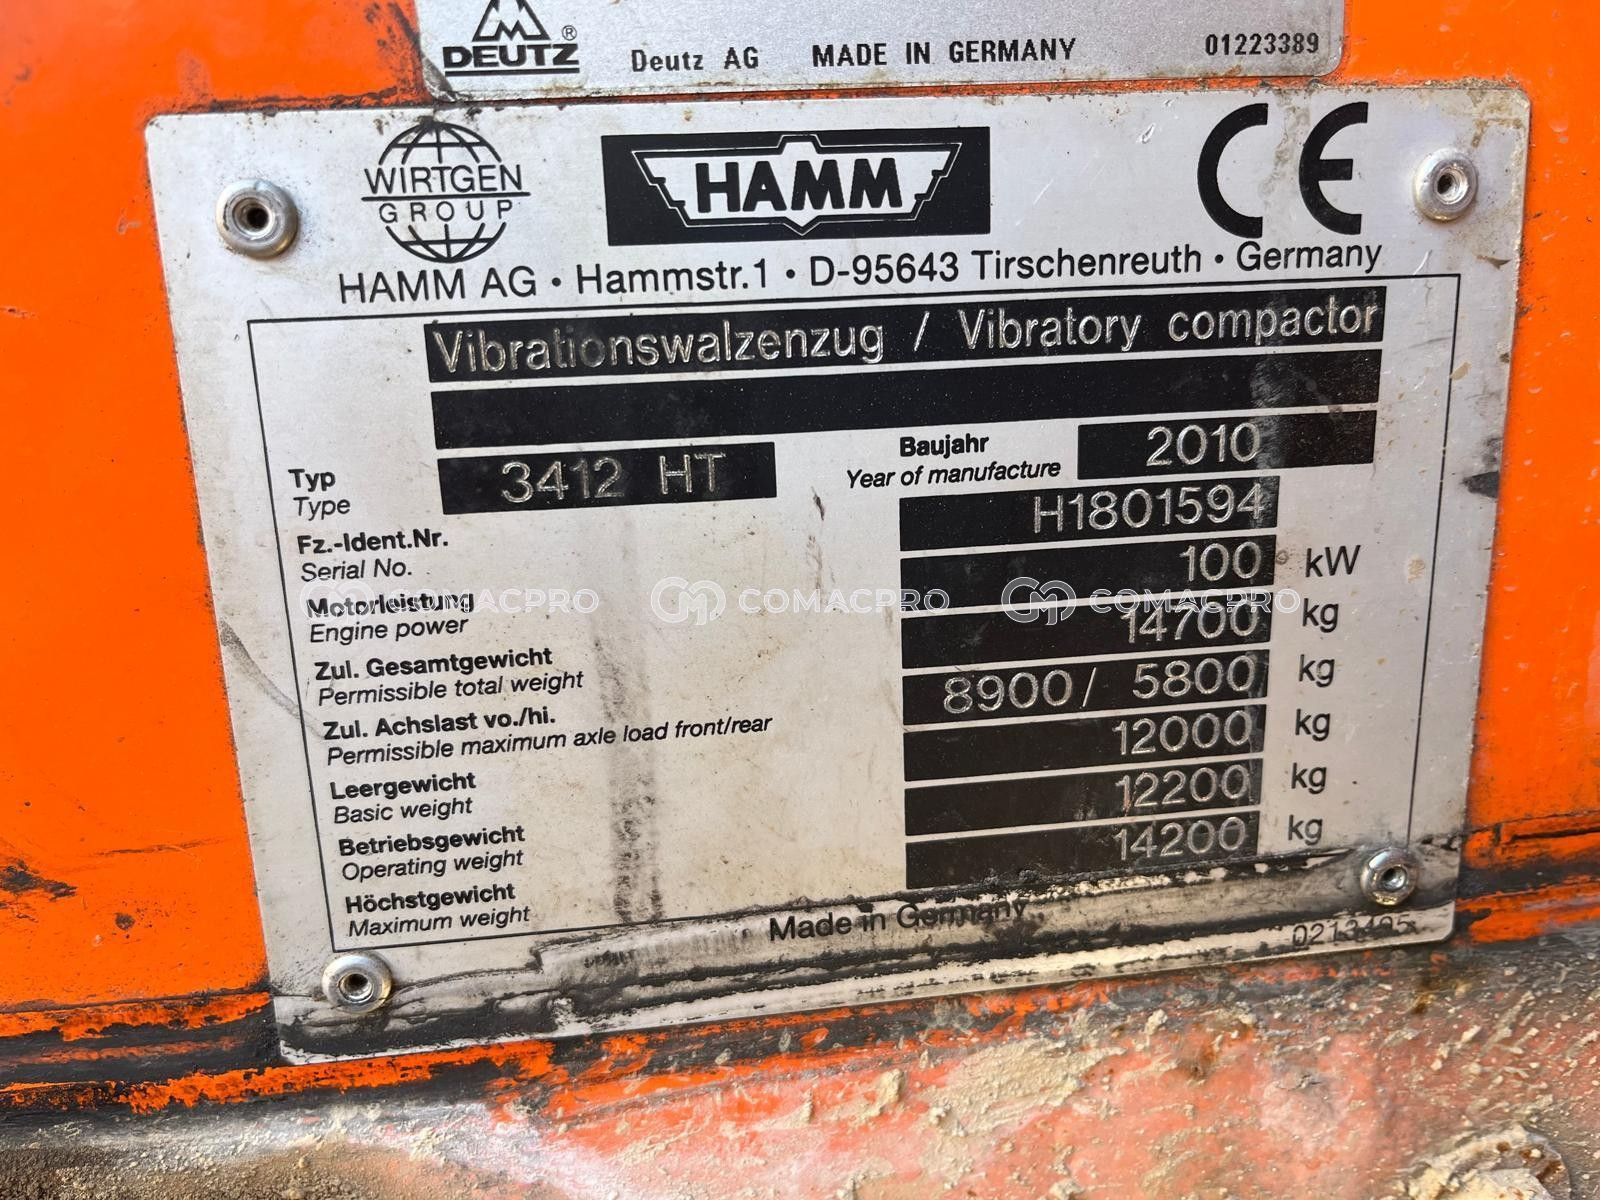 DEUTZ ® Deutz AG MADE IN GERMANY 01223389
WIRTGEN
GROUP
HAMM
CE
HAMM AG • Hammstr.1 • D-95643 Tirschenreuth • Germany
Vibrationswalzenzug / Vibratory compactor
Typ
Type
3412 HT
Baujahr
Year of manufacture
2010
Fz.-Ident.Nr.
Serial No.
H1801594
Motorleistung
Engine power
100 kW
Zul. Gesamtgewicht
Permissible total weight
14700 kg
Zul. Achslast vo./hi.
Permissible maximum axle load front/rear
8900/ 5800 kg
Leergewicht
Basic weight
12000 kg
Betriebsgewicht
Operating weight
12200 kg
Höchstgewicht
Maximum weight
14200 kg
Made in Germany
0213405
COMACPRO COMACPRO COMACPRO